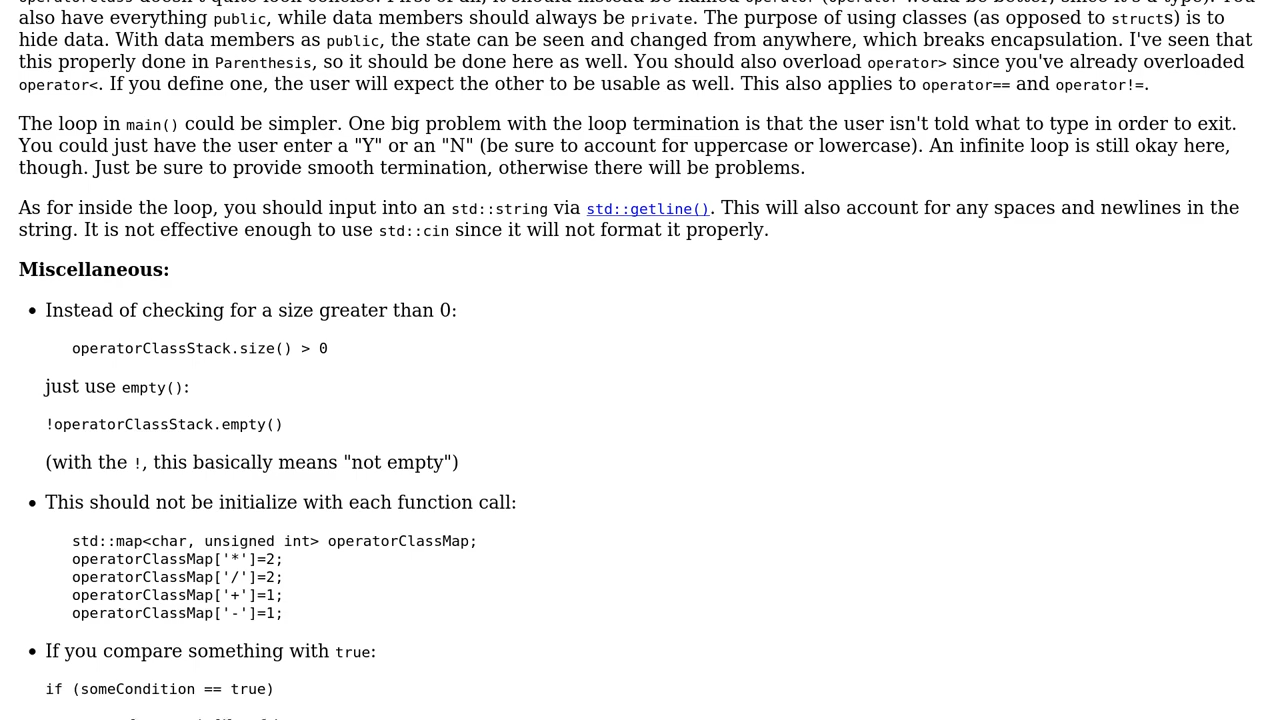 also have everything public, while data members should always be private. The purpose of using classes (as opposed to structs) is to
hide data. With data members as public, the state can be seen and changed from anywhere, which breaks encapsulation. I've seen that
this properly done in Parenthesis, so it should be done here as well. You should also overload operator> since you've already overloaded
operator<. If you define one, the user will expect the other to be usable as well. This also applies to operator== and operator!=.
The loop in main() could be simpler. One big problem with the loop termination is that the user isn't told what to type in order to exit.
You could just have the user enter a "Y" or an "N" (be sure to account for uppercase or lowercase). An infinite loop is still okay here,
though. Just be sure to provide smooth termination, otherwise there will be problems.
As for inside the loop, you should input into an std::string via std::getline(). This will also account for any spaces and newlines in the
string. It is not effective enough to use std::cin since it will not format it properly.
Miscellaneous:
• Instead of checking for a size greater than 0:
operatorClassStack.size() > 0
just use empty():
!operatorClassStack.empty()
(with the !, this basically means "not empty")
• This should not be initialize with each function call:
std::map<char, unsigned int> operatorClassMap;
operatorClassMap['*']=2;
operatorClassMap['/']=2;
operatorClassMap['+']=1;
operatorClassMap['-']=1;
• If you compare something with true:
if (someCondition == true)